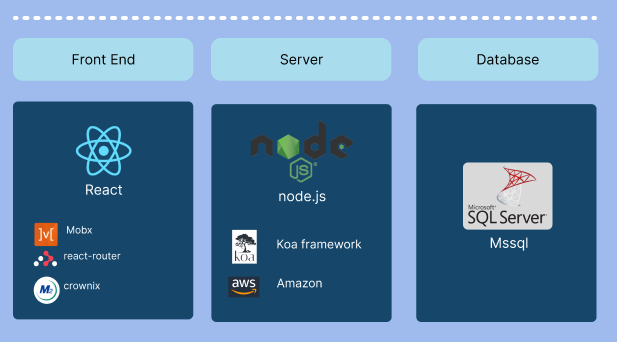 Front End
Server
Database
React
Mobx
react-router
M2
crownix
node
JS
node.js
koa
Koa framework
aws
Amazon
Microsoft®
SQL Server®
Mssql